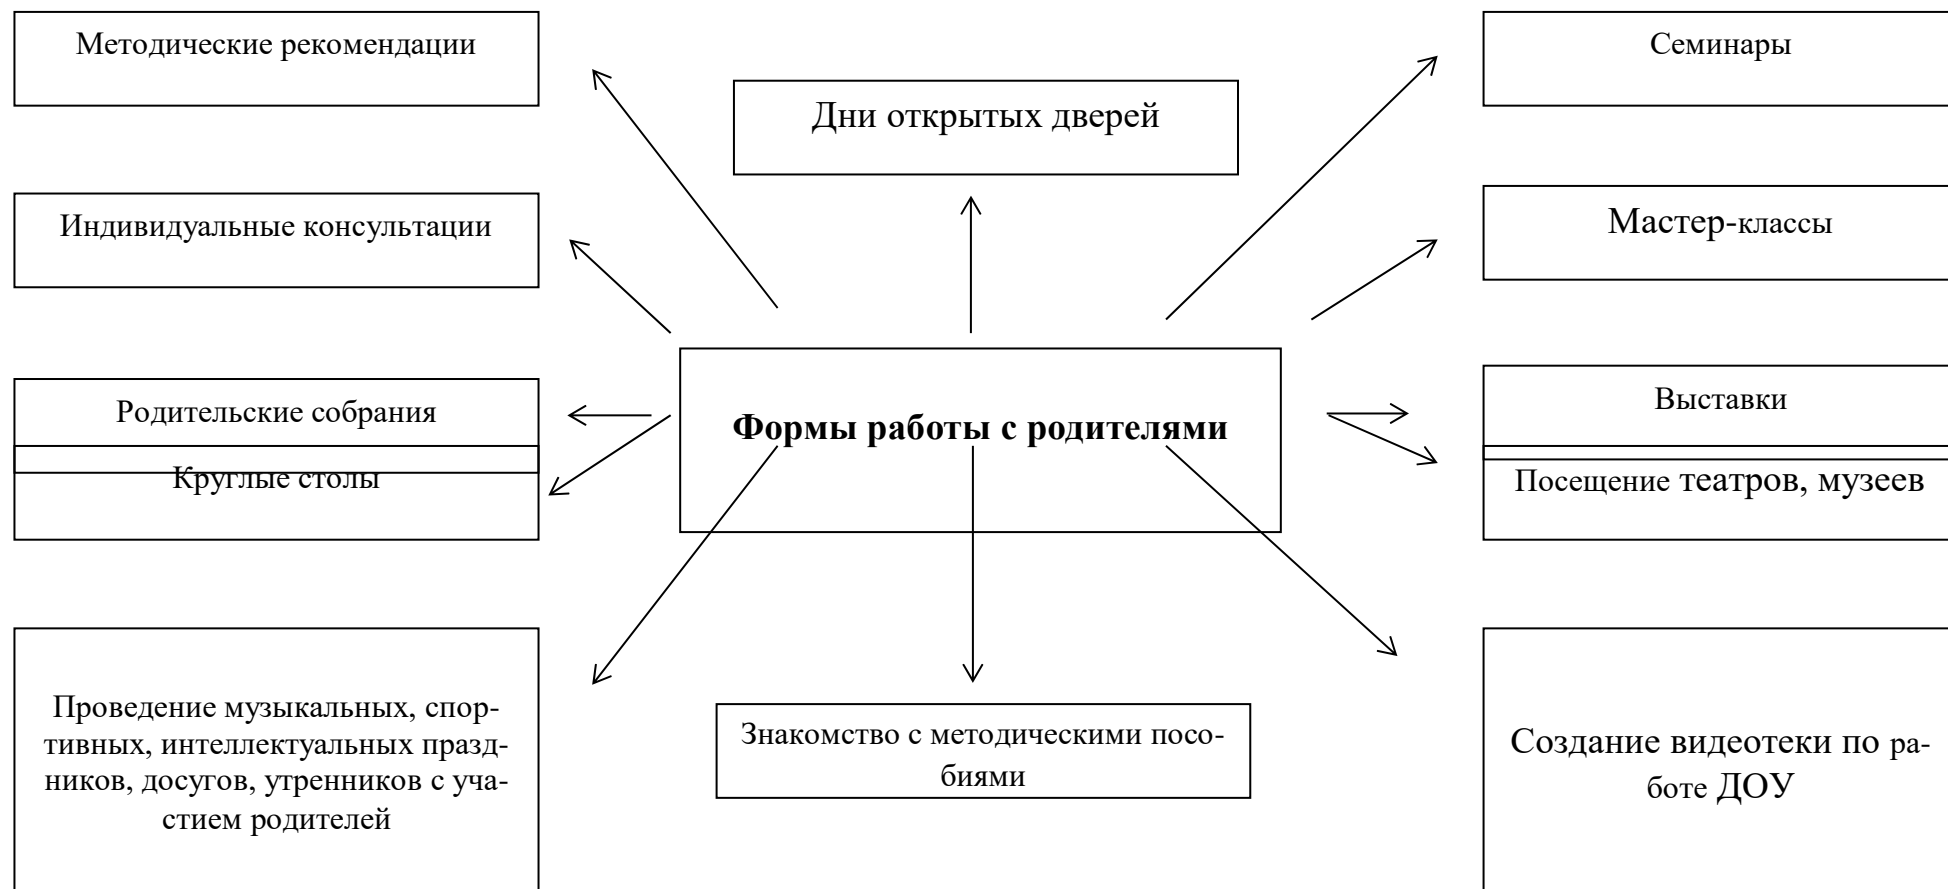 Методические рекомендации
Семинары
Дни открытых дверей
Индивидуальные консультации
Мастер-классы
Родительские собрания
Выставки
Формы работы с родителями
Круглые столы
Посещение театров, музеев
Проведение музыкальных, спор-
тивных, интеллектуальных празд-
ников, досугов, утренников с уча-
стием родителей
Знакомство с методическими посо-
биями
Создание видеотеки по ра-
боте ДОУ